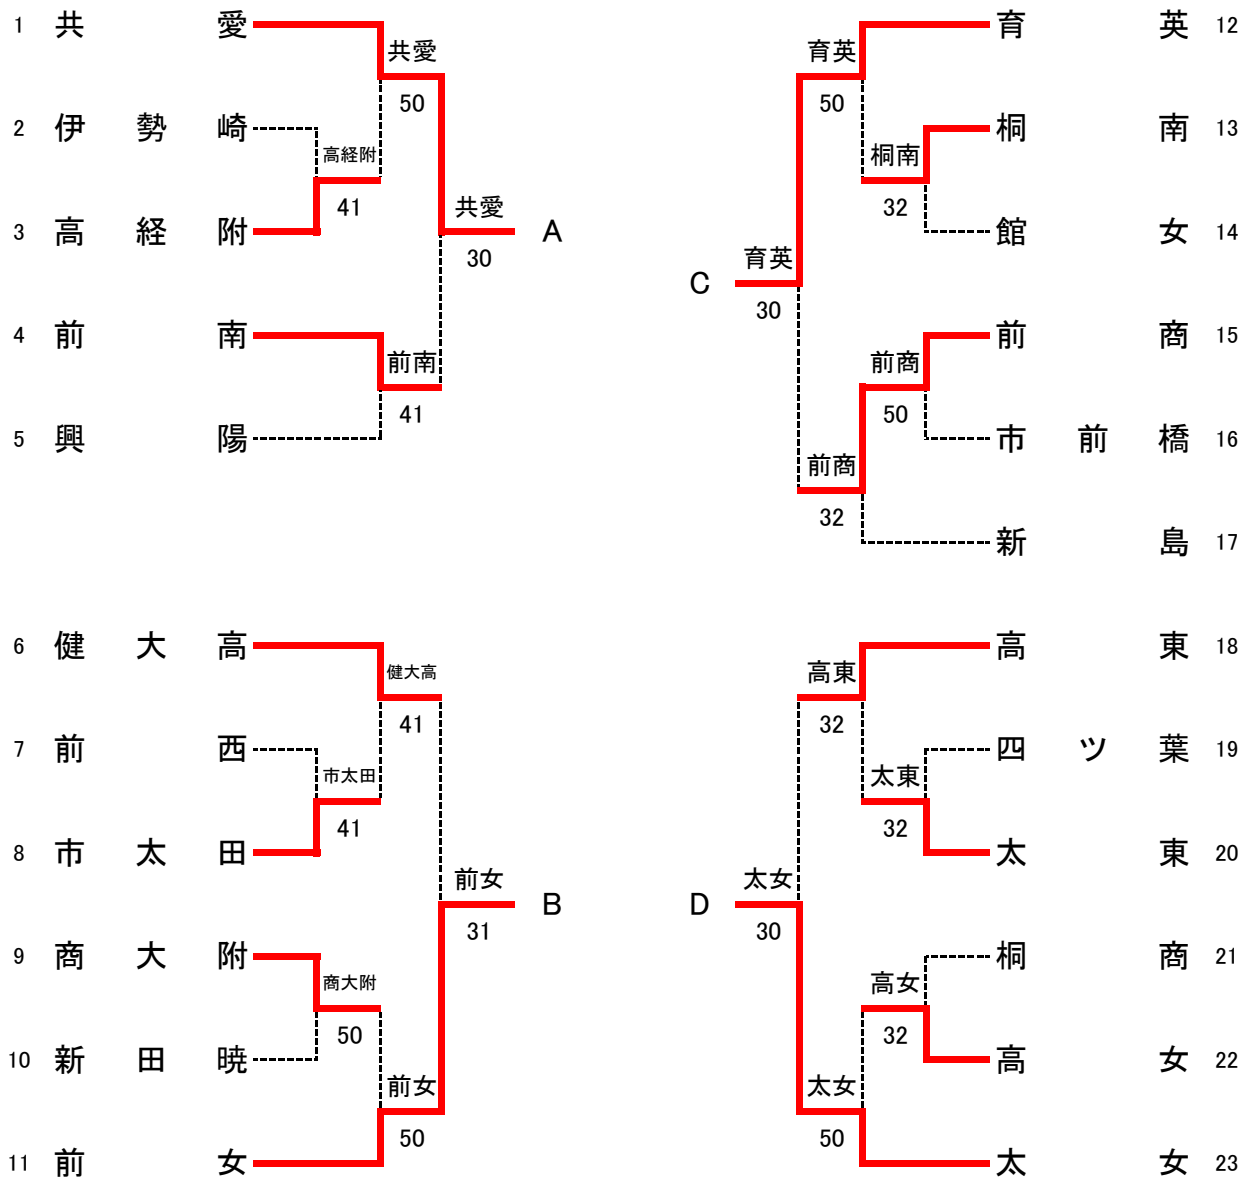 1 共愛
共愛
50
2 伊勢崎
高経附
41
3 高経附
共愛
30
A
4 前南
前南
41
5 興陽
6 健大高
健大高
41
7 前西
市太田
41
8 市太田
前女
31
B
9 商大附
商大附
50
10 新田暁
前女
50
11 前女
育英 12
育英
50
桐南 13
桐南
32
館女 14
育英
30
C
前商 15
前商
50
市前橋 16
前商
32
新島 17
高東 18
高東
32
四ツ葉 19
太東
32
太東 20
太女
30
D
桐商 21
高女
32
高女 22
太女
50
太女 23